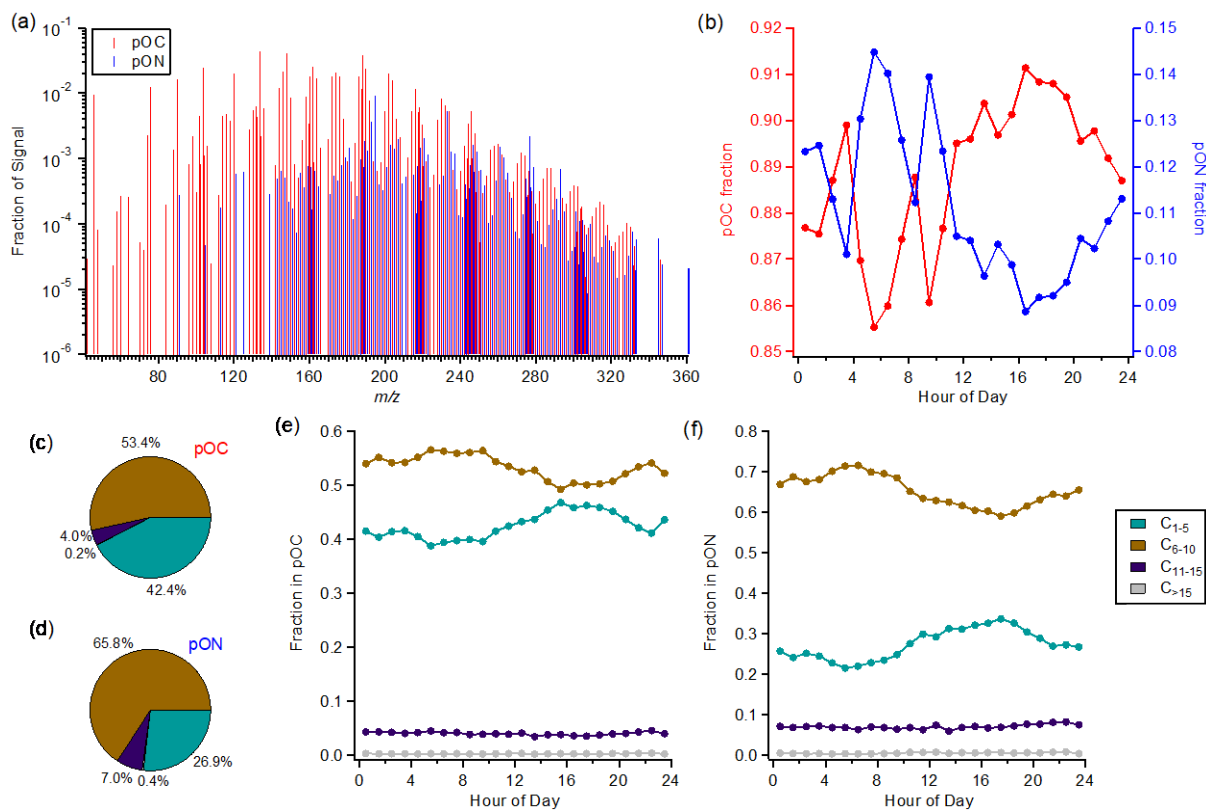 (a)
10⁻¹
10⁻²
10⁻³
10⁻⁴
10⁻⁵
10⁻⁶
Fraction of Signal
pOC
pON
80 120 160 200 240 280 320 360
m/z
(b)
0.92
0.91
0.90
0.89
0.88
0.87
0.86
0.85
pOC fraction
0.15
0.14
0.13
0.12
0.11
0.10
0.09
0.08
pON fraction
0 4 8 12 16 20 24
Hour of Day
(c)
pOC
53.4%
4.0%
0.2%
42.4%
(d)
pON
65.8%
7.0%
0.4%
26.9%
(e)
0.6
0.5
0.4
0.3
0.2
0.1
0.0
Fraction in pOC
0 4 8 12 16 20 24
Hour of Day
(f)
0.8
0.7
0.6
0.5
0.4
0.3
0.2
0.1
0.0
Fraction in pON
0 4 8 12 16 20 24
Hour of Day
C₁₋₅
C₆₋₁₀
C₁₁₋₁₅
C>₁₅